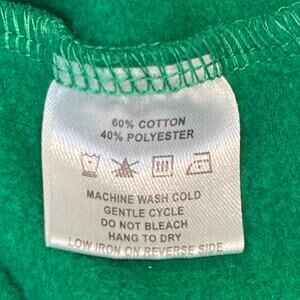 60% COTTON
40% POLYESTER
MACHINE WASH COLD
GENTLE CYCLE
DO NOT BLEACH
HANG TO DRY
LOW IRON ON REVERSE SIDE